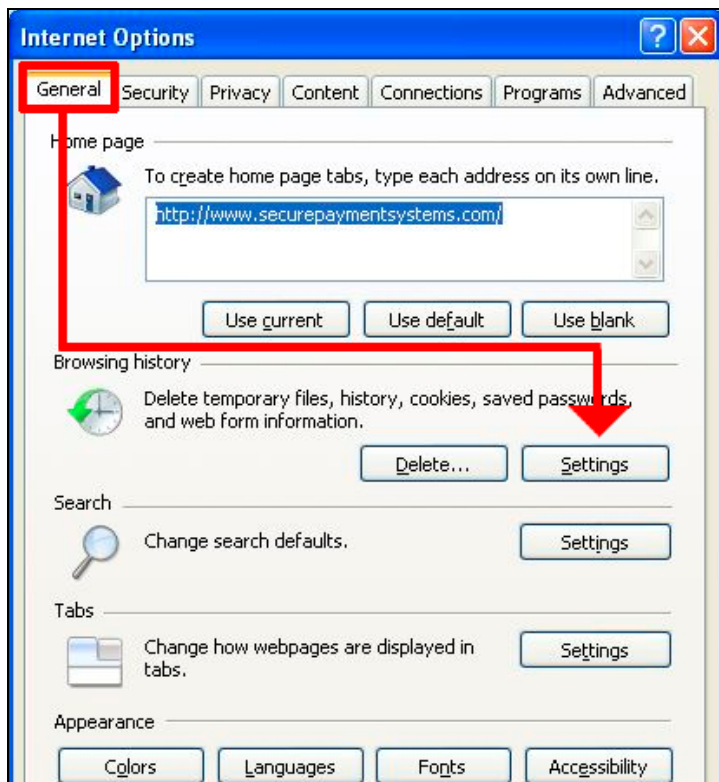 Internet Options
General Security Privacy Content Connections Programs Advanced
Home page
To create home page tabs, type each address on its own line.
http://www.securepaymentsystems.com/
Use current Use default Use blank
Browsing history
Delete temporary files, history, cookies, saved passwords,
and web form information.
Delete... Settings
Search
Change search defaults. Settings
Tabs
Change how webpages are displayed in
tabs.
Settings
Appearance
Colors Languages Fonts Accessibility